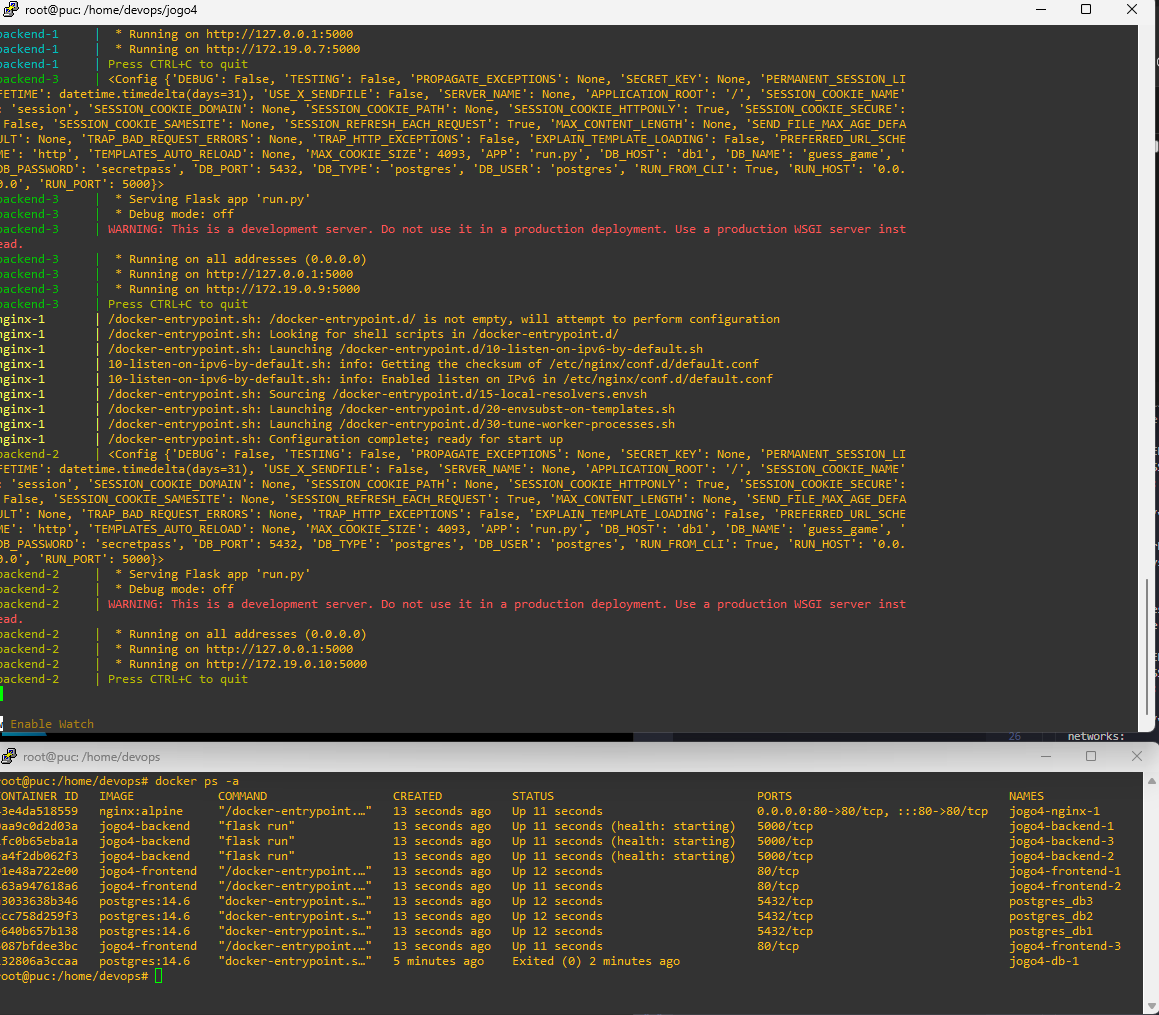 root@puc: /home/devops/jogo4
backend-1 | * Running on http://127.0.0.1:5000
backend-1 | * Running on http://172.19.0.7:5000
backend-1 | Press CTRL+C to quit
backend-3 | <Config {'DEBUG': False, 'TESTING': False, 'PROPAGATE_EXCEPTIONS': None, 'SECRET_KEY': None, 'PERMANENT_SESSION_LI
FETIME': datetime.timedelta(days=31), 'USE_X_SENDFILE': False, 'SERVER_NAME': None, 'APPLICATION_ROOT': '/', 'SESSION_COOKIE_NAME'
: 'session', 'SESSION_COOKIE_DOMAIN': None, 'SESSION_COOKIE_PATH': None, 'SESSION_COOKIE_HTTPONLY': True, 'SESSION_COOKIE_SECURE':
False, 'SESSION_COOKIE_SAMESITE': None, 'SESSION_REFRESH_EACH_REQUEST': True, 'MAX_CONTENT_LENGTH': None, 'SEND_FILE_MAX_AGE_DEFA
ULT': None, 'TRAP_BAD_REQUEST_ERRORS': None, 'TRAP_HTTP_EXCEPTIONS': False, 'EXPLAIN_TEMPLATE_LOADING': False, 'PREFERRED_URL_SCHE
ME': 'http', 'TEMPLATES_AUTO_RELOAD': None, 'MAX_COOKIE_SIZE': 4093, 'APP': 'run.py', 'DB_HOST': 'db1', 'DB_NAME': 'guess_game', '
DB_PASSWORD': 'secretpass', 'DB_PORT': 5432, 'DB_TYPE': 'postgres', 'DB_USER': 'postgres', 'RUN_FROM_CLI': True, 'RUN_HOST': '0.0.
0.0', 'RUN_PORT': 5000}>
backend-3 | * Serving Flask app 'run.py'
backend-3 | * Debug mode: off
backend-3 | WARNING: This is a development server. Do not use it in a production deployment. Use a production WSGI server inst
ead.
backend-3 | * Running on all addresses (0.0.0.0)
backend-3 | * Running on http://127.0.0.1:5000
backend-3 | * Running on http://172.19.0.9:5000
backend-3 | Press CTRL+C to quit
nginx-1 | /docker-entrypoint.sh: /docker-entrypoint.d/ is not empty, will attempt to perform configuration
nginx-1 | /docker-entrypoint.sh: Looking for shell scripts in /docker-entrypoint.d/
nginx-1 | /docker-entrypoint.sh: Launching /docker-entrypoint.d/10-listen-on-ipv6-by-default.sh
nginx-1 | 10-listen-on-ipv6-by-default.sh: info: Getting the checksum of /etc/nginx/conf.d/default.conf
nginx-1 | 10-listen-on-ipv6-by-default.sh: info: Enabled listen on IPv6 in /etc/nginx/conf.d/default.conf
nginx-1 | /docker-entrypoint.sh: Sourcing /docker-entrypoint.d/15-local-resolvers.envsh
nginx-1 | /docker-entrypoint.sh: Launching /docker-entrypoint.d/20-envsubst-on-templates.sh
nginx-1 | /docker-entrypoint.sh: Launching /docker-entrypoint.d/30-tune-worker-processes.sh
nginx-1 | /docker-entrypoint.sh: Configuration complete; ready for start up
backend-2 | <Config {'DEBUG': False, 'TESTING': False, 'PROPAGATE_EXCEPTIONS': None, 'SECRET_KEY': None, 'PERMANENT_SESSION_LI
FETIME': datetime.timedelta(days=31), 'USE_X_SENDFILE': False, 'SERVER_NAME': None, 'APPLICATION_ROOT': '/', 'SESSION_COOKIE_NAME'
: 'session', 'SESSION_COOKIE_DOMAIN': None, 'SESSION_COOKIE_PATH': None, 'SESSION_COOKIE_HTTPONLY': True, 'SESSION_COOKIE_SECURE':
False, 'SESSION_COOKIE_SAMESITE': None, 'SESSION_REFRESH_EACH_REQUEST': True, 'MAX_CONTENT_LENGTH': None, 'SEND_FILE_MAX_AGE_DEFA
ULT': None, 'TRAP_BAD_REQUEST_ERRORS': None, 'TRAP_HTTP_EXCEPTIONS': False, 'EXPLAIN_TEMPLATE_LOADING': False, 'PREFERRED_URL_SCHE
ME': 'http', 'TEMPLATES_AUTO_RELOAD': None, 'MAX_COOKIE_SIZE': 4093, 'APP': 'run.py', 'DB_HOST': 'db1', 'DB_NAME': 'guess_game', '
DB_PASSWORD': 'secretpass', 'DB_PORT': 5432, 'DB_TYPE': 'postgres', 'DB_USER': 'postgres', 'RUN_FROM_CLI': True, 'RUN_HOST': '0.0.
0.0', 'RUN_PORT': 5000}>
backend-2 | * Serving Flask app 'run.py'
backend-2 | * Debug mode: off
backend-2 | WARNING: This is a development server. Do not use it in a production deployment. Use a production WSGI server inst
ead.
backend-2 | * Running on all addresses (0.0.0.0)
backend-2 | * Running on http://127.0.0.1:5000
backend-2 | * Running on http://172.19.0.10:5000
backend-2 | Press CTRL+C to quit
Enable Watch
26 networks:
root@puc: /home/devops
root@puc:/home/devops# docker ps -a
CONTAINER ID IMAGE COMMAND CREATED STATUS PORTS NAMES
43e4da518559 nginx:alpine "/docker-entrypoint.…" 13 seconds ago Up 11 seconds 0.0.0.0:80->80/tcp, :::80->80/tcp jogo4-nginx-1
aa9c0d2d03a jogo4-backend "flask run" 13 seconds ago Up 11 seconds (health: starting) 5000/tcp jogo4-backend-1
fc0b65eba1a jogo4-backend "flask run" 13 seconds ago Up 11 seconds (health: starting) 5000/tcp jogo4-backend-3
a4f2db062f3 jogo4-backend "flask run" 13 seconds ago Up 11 seconds (health: starting) 5000/tcp jogo4-backend-2
1e48a722e00 jogo4-frontend "/docker-entrypoint.…" 13 seconds ago Up 12 seconds 80/tcp jogo4-frontend-1
463a947618a6 jogo4-frontend "/docker-entrypoint.…" 13 seconds ago Up 11 seconds 80/tcp jogo4-frontend-2
3033638b346 postgres:14.6 "docker-entrypoint.s…" 13 seconds ago Up 12 seconds 5432/tcp postgres_db3
cc758d259f3 postgres:14.6 "docker-entrypoint.s…" 13 seconds ago Up 12 seconds 5432/tcp postgres_db2
640b657b138 postgres:14.6 "docker-entrypoint.s…" 13 seconds ago Up 12 seconds 5432/tcp postgres_db1
087bfdee3bc jogo4-frontend "/docker-entrypoint.…" 13 seconds ago Up 11 seconds 80/tcp jogo4-frontend-3
32806a3ccaa postgres:14.6 "docker-entrypoint.s…" 5 minutes ago Exited (0) 2 minutes ago jogo4-db-1
root@puc:/home/devops#